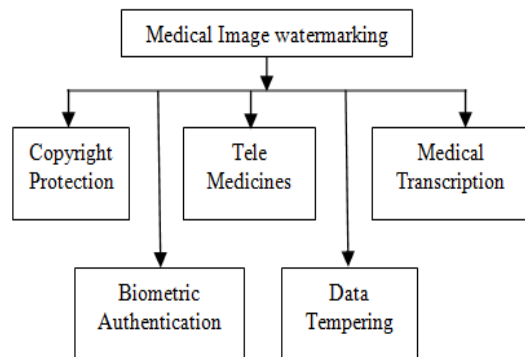 Medical Image watermarking
Copyright
Protection
Tele
Medicines
Medical
Transcription
Biometric
Authentication
Data
Tempering